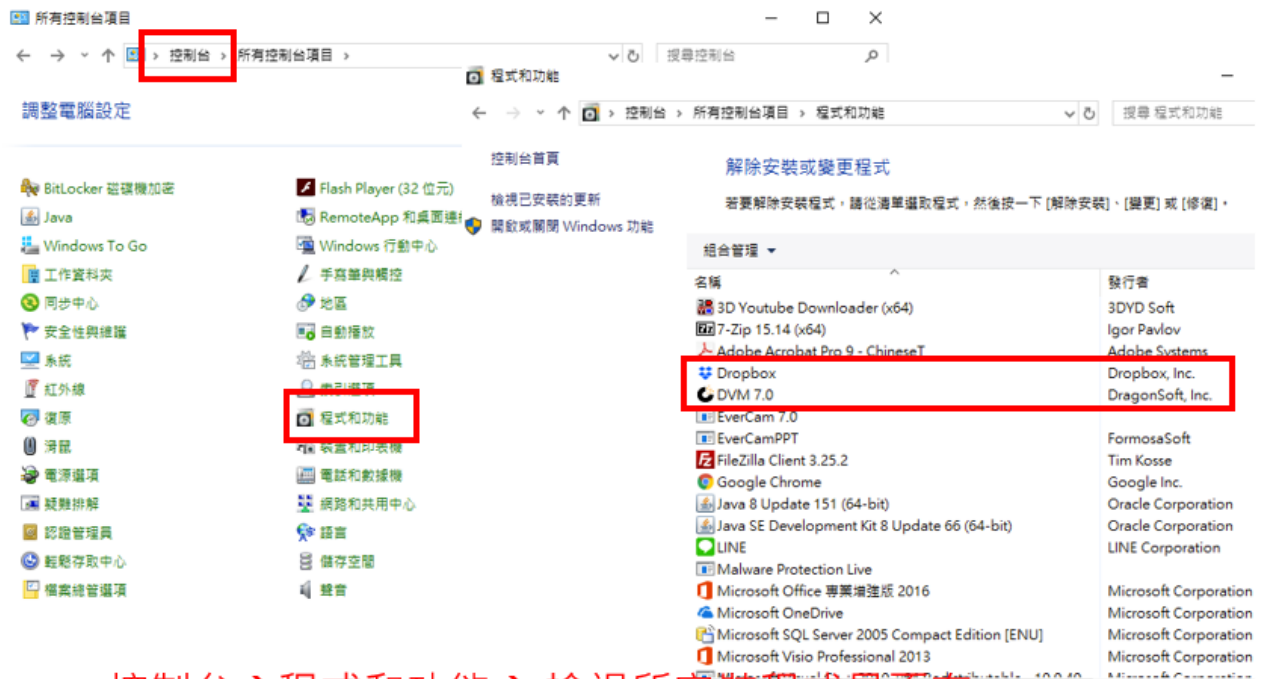 所有控制台項目
控制台 › 所有控制台項目 ›
搜尋控制台
調整電腦設定
BitLocker 磁碟機加密
Java
Windows To Go
工作資料夾
同步中心
安全性與維護
系統
紅外線
復原
滑鼠
電源選項
疑難排解
認證管理員
輕鬆存取中心
檔案總管選項
Flash Player (32 位元)
RemoteApp 和桌面連
Windows 行動中心
手寫筆與觸控
地區
自動播放
系統管理工具
索引選項
程式和功能
裝置和印表機
電話和數據機
網路和共用中心
語言
儲存空間
聲音
程式和功能
› 控制台 › 所有控制台項目 › 程式和功能
搜尋 程式和功能
控制台首頁
檢視已安裝的更新
開啟或關閉 Windows 功能
解除安裝或變更程式
若要解除安裝程式，請從清單選取程式，然後按一下 [解除安裝]、[變更] 或 [修復]。
組合管理
名稱 發行者
3D Youtube Downloader (x64) 3DYD Soft
7-Zip 15.14 (x64) Igor Pavlov
Adobe Acrobat Pro 9 - ChineseT Adobe Systems
Dropbox Dropbox, Inc.
DVM 7.0 DragonSoft, Inc.
EverCam 7.0
EverCamPPT FormosaSoft
FileZilla Client 3.25.2 Tim Kosse
Google Chrome Google Inc.
Java 8 Update 151 (64-bit) Oracle Corporation
Java SE Development Kit 8 Update 66 (64-bit) Oracle Corporation
LINE LINE Corporation
Malware Protection Live
Microsoft Office 專業增強版 2016 Microsoft Corporation
Microsoft OneDrive Microsoft Corporation
Microsoft SQL Server 2005 Compact Edition [ENU] Microsoft Corporation
Microsoft Visio Professional 2013 Microsoft Corporation